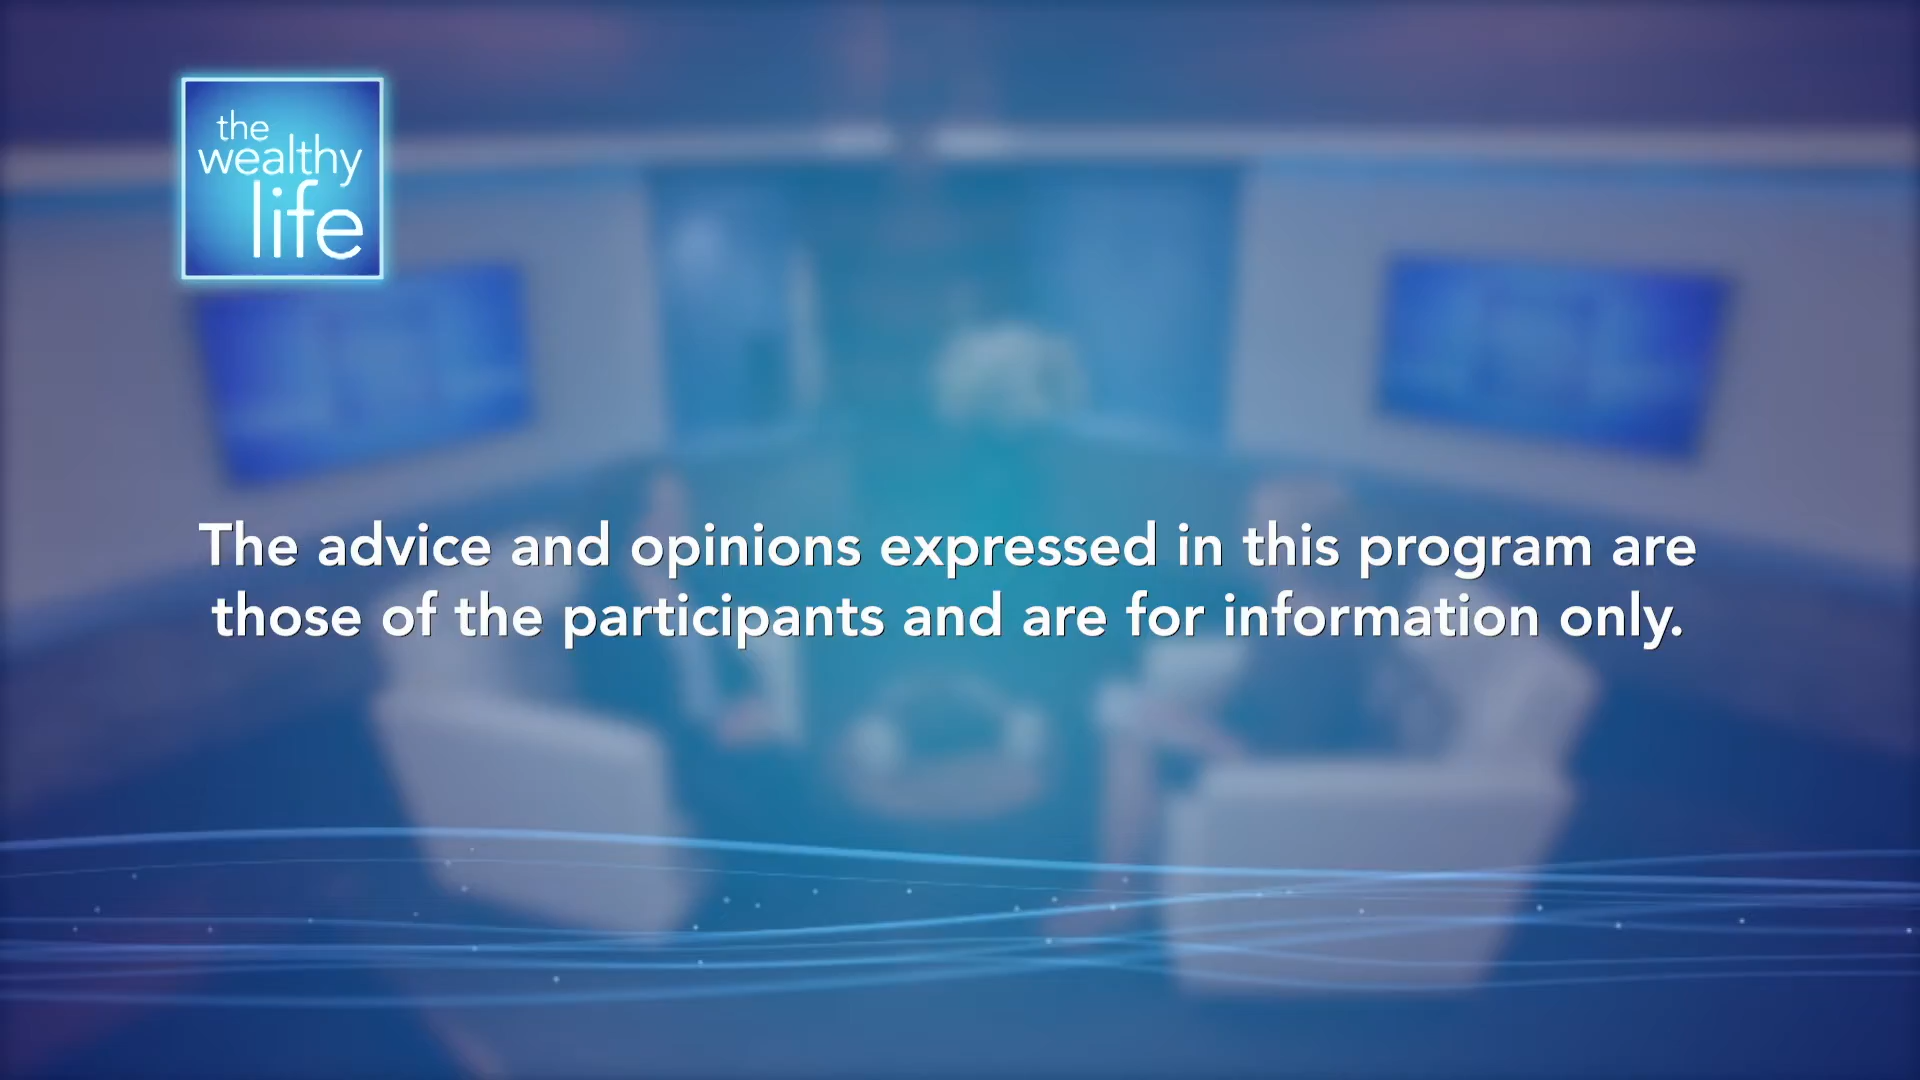 the
wealthy
life
The advice and opinions expressed in this program are
those of the participants and are for information only.